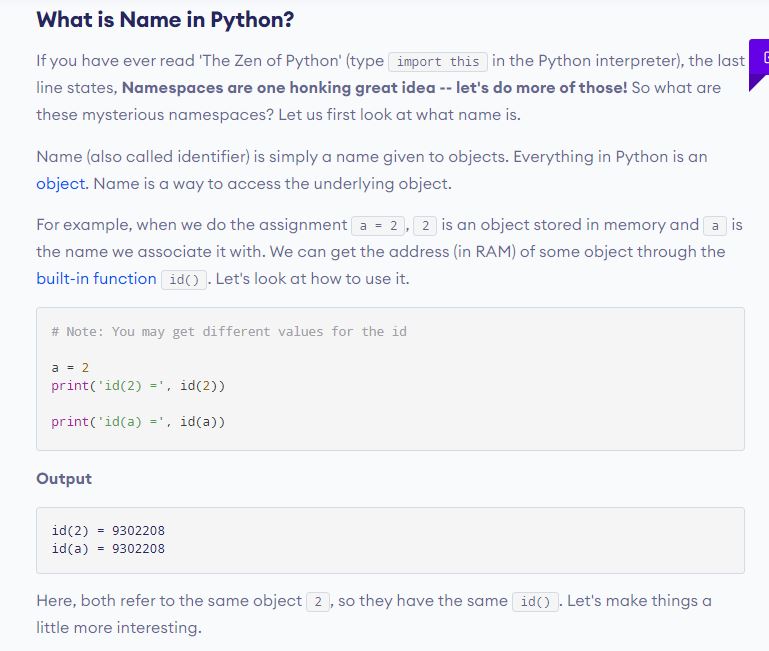 What is Name in Python?
If you have ever read 'The Zen of Python' (type import this in the Python interpreter), the last
line states, Namespaces are one honking great idea -- let's do more of those! So what are
these mysterious namespaces? Let us first look at what name is.
Name (also called identifier) is simply a name given to objects. Everything in Python is an
object. Name is a way to access the underlying object.
For example, when we do the assignment a = 2, 2 is an object stored in memory and a is
the name we associate it with. We can get the address (in RAM) of some object through the
built-in function id(). Let's look at how to use it.
# Note: You may get different values for the id
a = 2
print('id(2) =', id(2))
print('id(a) =', id(a))
Output
id(2) = 9302208
id(a) = 9302208
Here, both refer to the same object 2, so they have the same id(). Let's make things a
little more interesting.